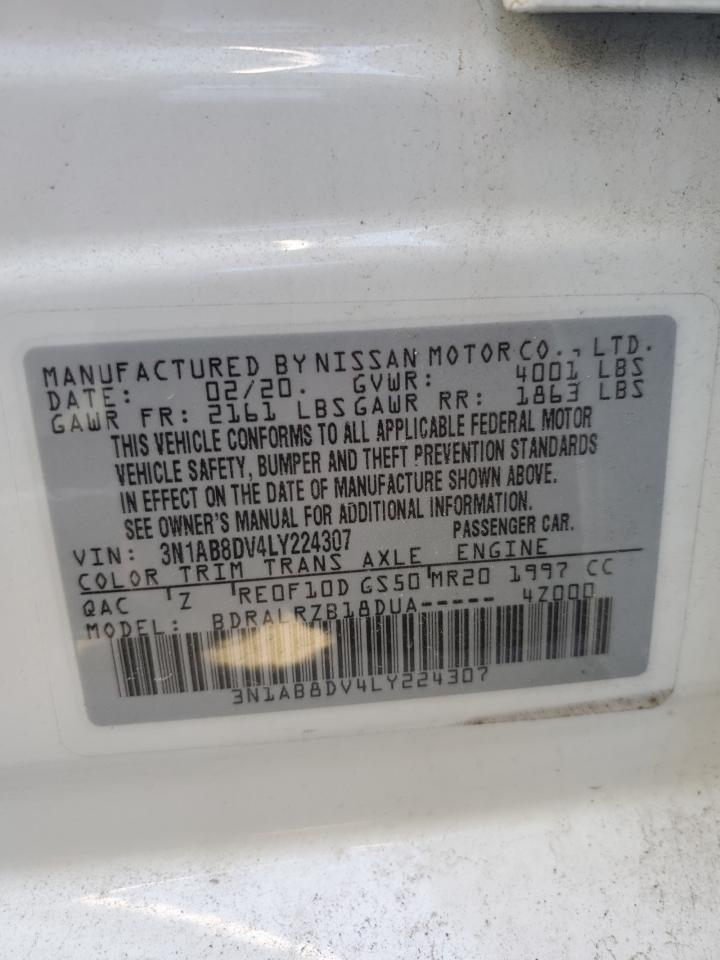 MANUFACTURED BY NISSAN MOTOR CO., LTD.
DATE: 02/20. GVWR: 4001 LBS
GAWR FR: 2161 LBS GAWR RR: 1863 LBS
THIS VEHICLE CONFORMS TO ALL APPLICABLE FEDERAL MOTOR
VEHICLE SAFETY, BUMPER AND THEFT PREVENTION STANDARDS
IN EFFECT ON THE DATE OF MANUFACTURE SHOWN ABOVE.
SEE OWNER'S MANUAL FOR ADDITIONAL INFORMATION.
VIN: 3N1AB8DV4LY224307 PASSENGER CAR.
COLOR TRIM TRANS AXLE ENGINE
QAC Z RE0F10D GS50 MR20 1997 CC
MODEL: BDRALRZB18DUA----- 4Z000
3N1AB8DV4LY224307